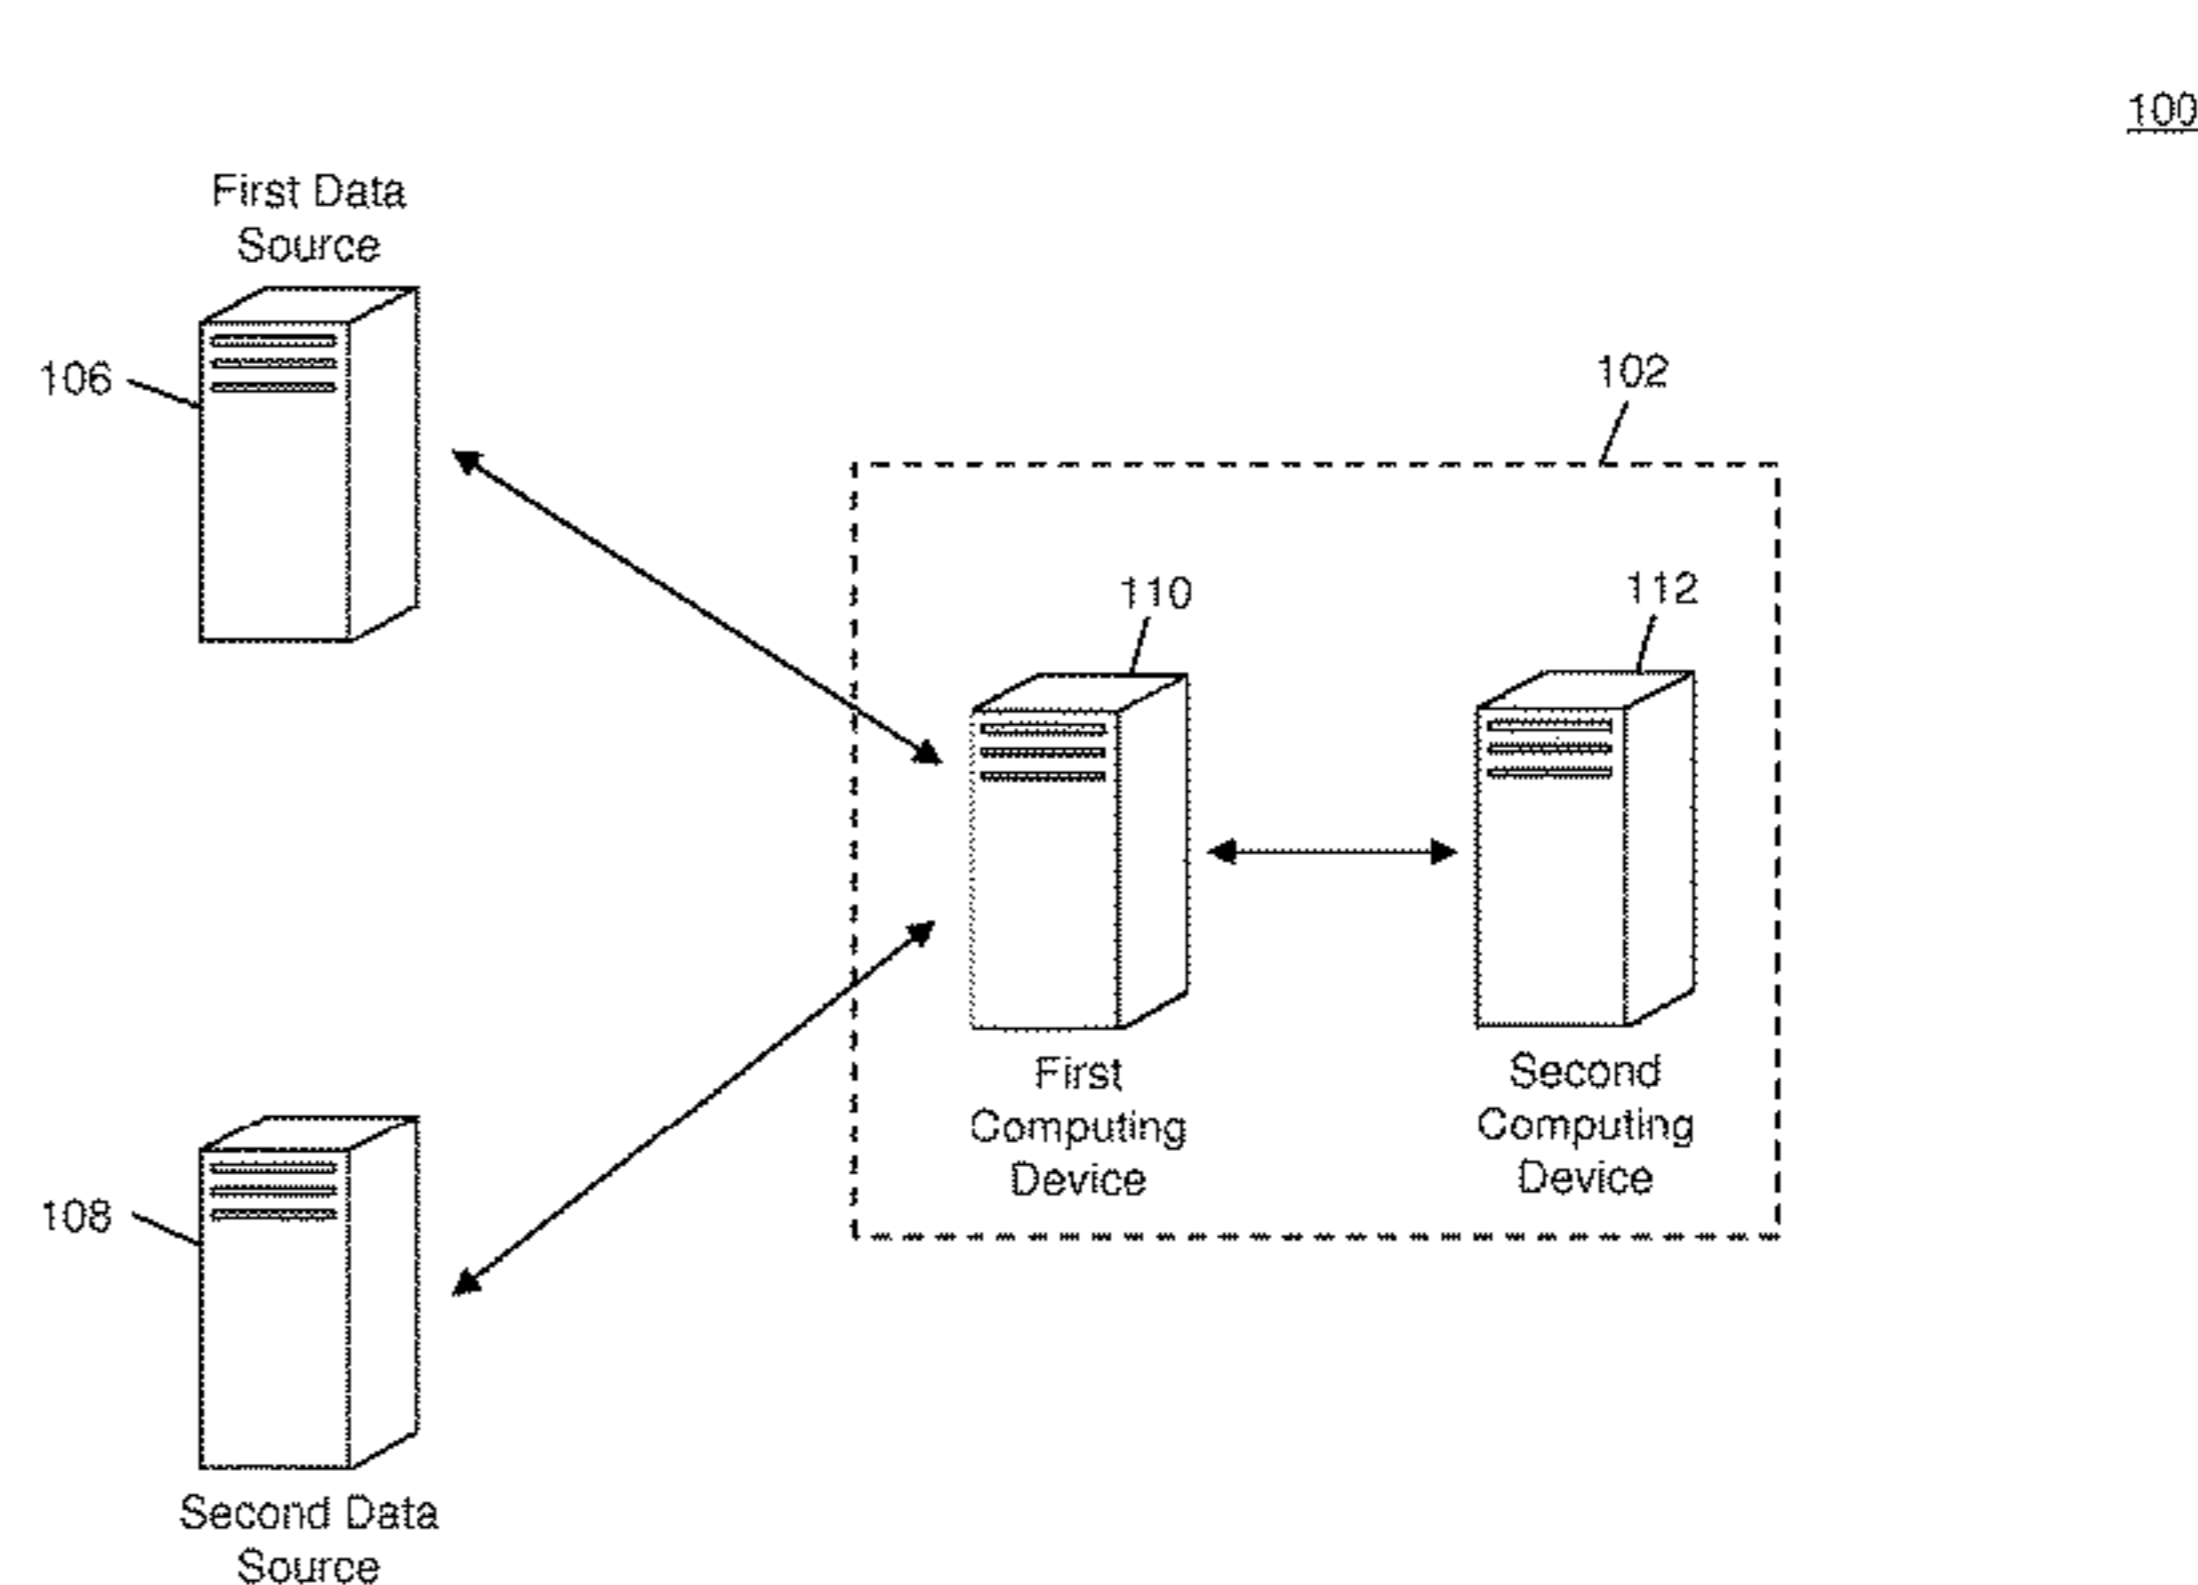 100
First Data
Source
106
102
110
112
First
Computing
Device
Second
Computing
Device
108
Second Data
Source